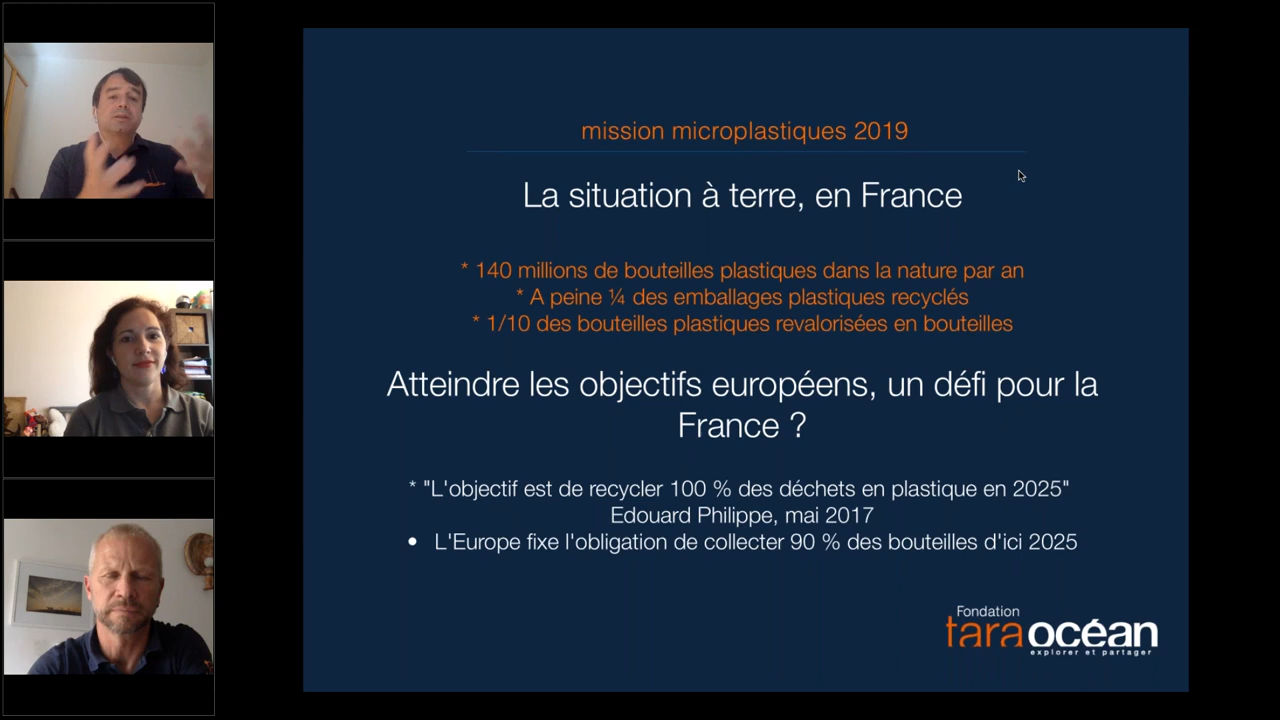 mission microplastiques 2019
La situation à terre, en France
* 140 millions de bouteilles plastiques dans la nature par an
* A peine ¼ des emballages plastiques recyclés
* 1/10 des bouteilles plastiques revalorisées en bouteilles
Atteindre les objectifs européens, un défi pour la
France ?
* "L'objectif est de recycler 100 % des déchets en plastique en 2025"
Edouard Philippe, mai 2017
• L'Europe fixe l'obligation de collecter 90 % des bouteilles d'ici 2025
Fondation
taraocéan
explorer et partager